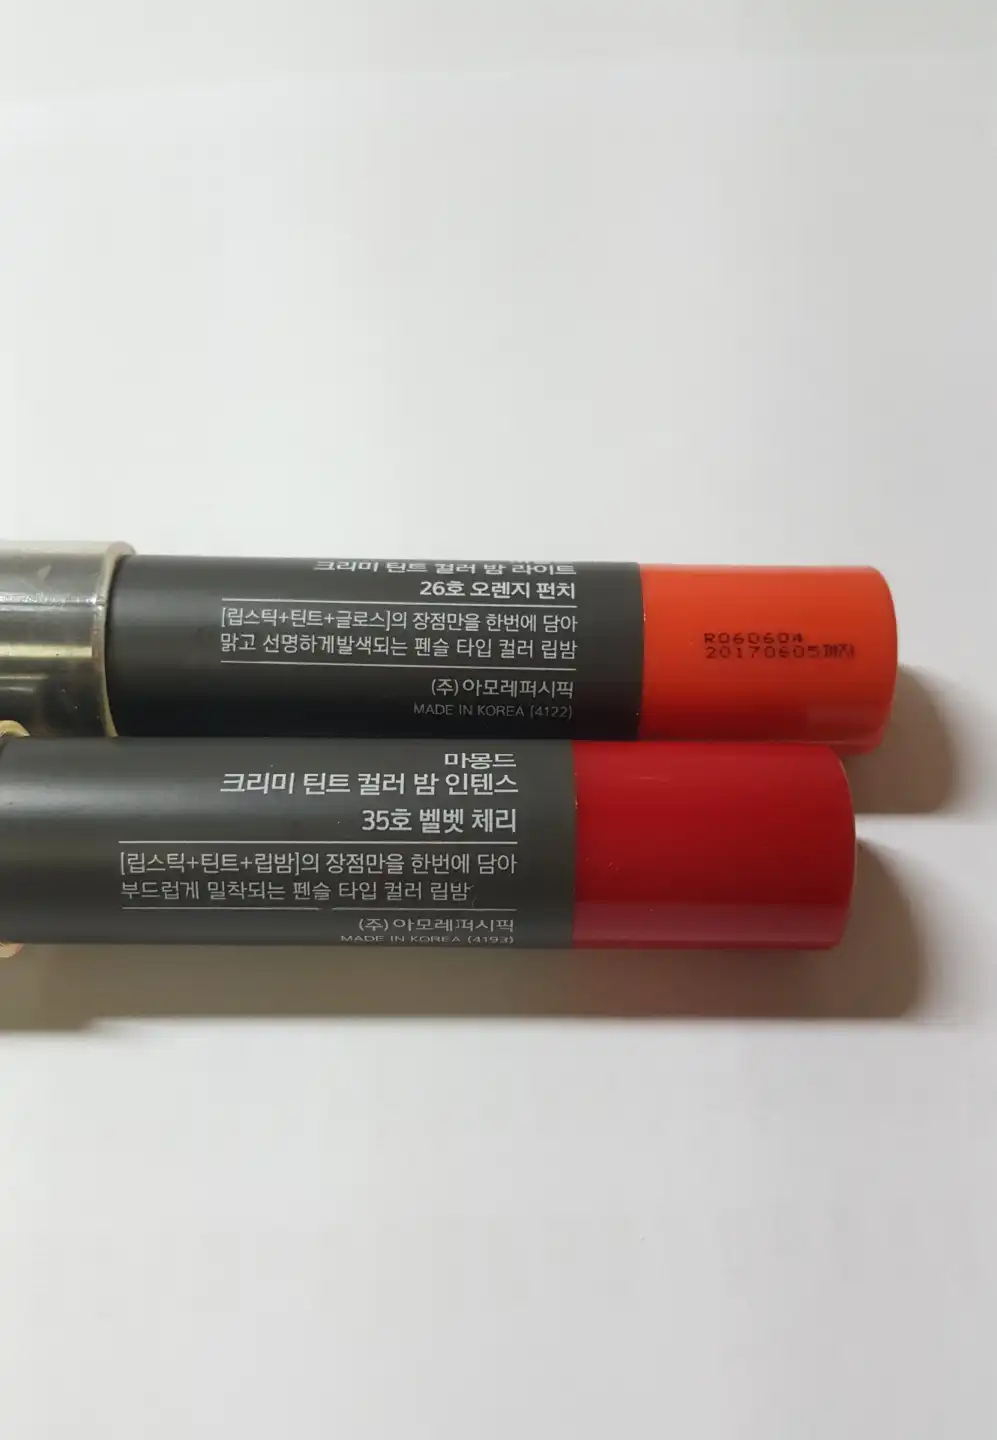 크리미 틴트 컬러 밤 라이트
26호 오렌지 펀치
[립스틱+틴트+글로스]의 장점만을 한번에 담아
맑고 선명하게발색되는 펜슬 타입 컬러 립밤
(주)아모레퍼시픽
MADE IN KOREA (4122)
R060604
20170605제조
마몽드
크리미 틴트 컬러 밤 인텐스
35호 벨벳 체리
[립스틱+틴트+립밤]의 장점만을 한번에 담아
부드럽게 밀착되는 펜슬 타입 컬러 립밤
(주)아모레퍼시픽
MADE IN KOREA (4193)